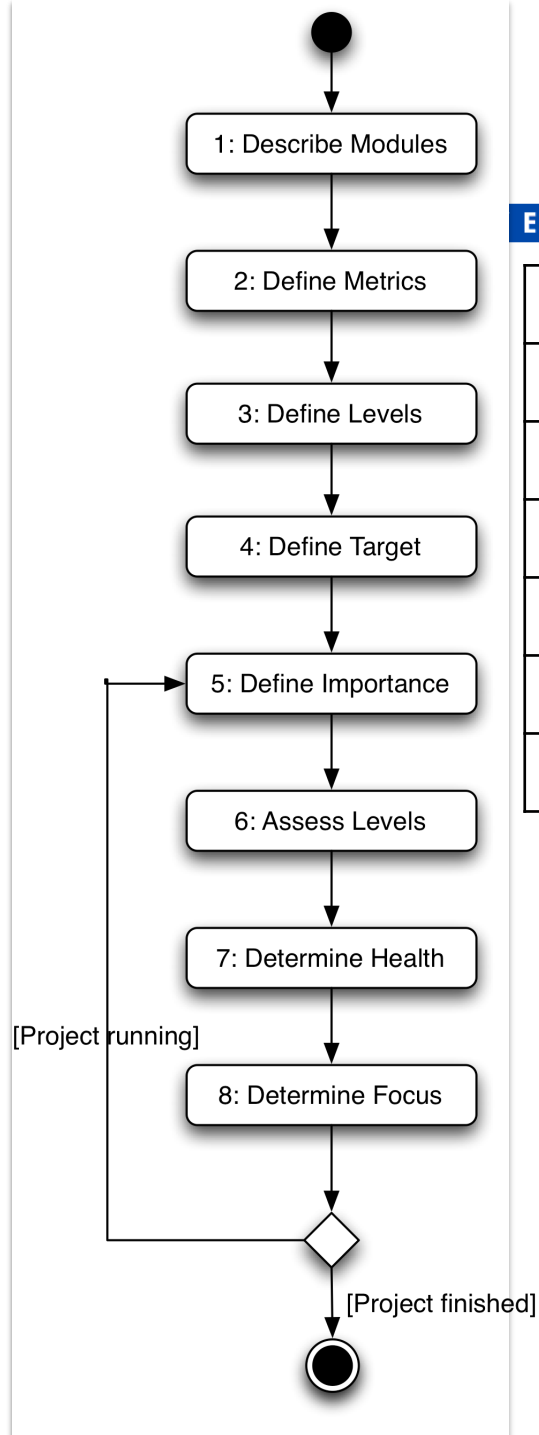 1: Describe Modules
E
2: Define Metrics
3: Define Levels
4: Define Target
5: Define Importance
6: Assess Levels
7: Determine Health
[Project running]
8: Determine Focus
[Project finished]